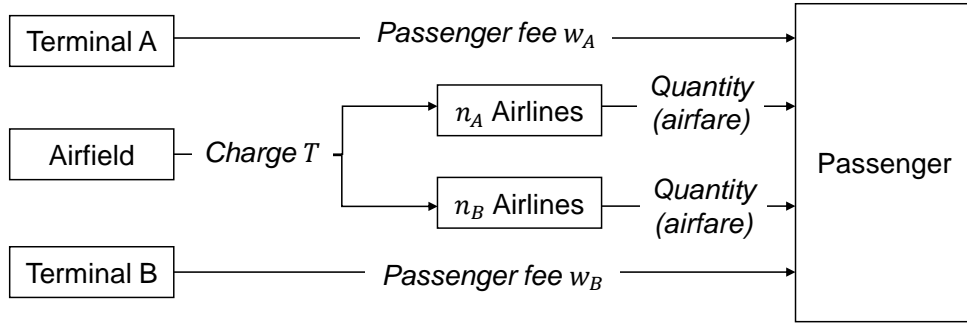 Terminal A
Passenger fee w_A
n_A Airlines
Quantity
(airfare)
Airfield
Charge T
Passenger
n_B Airlines
Quantity
(airfare)
Terminal B
Passenger fee w_B